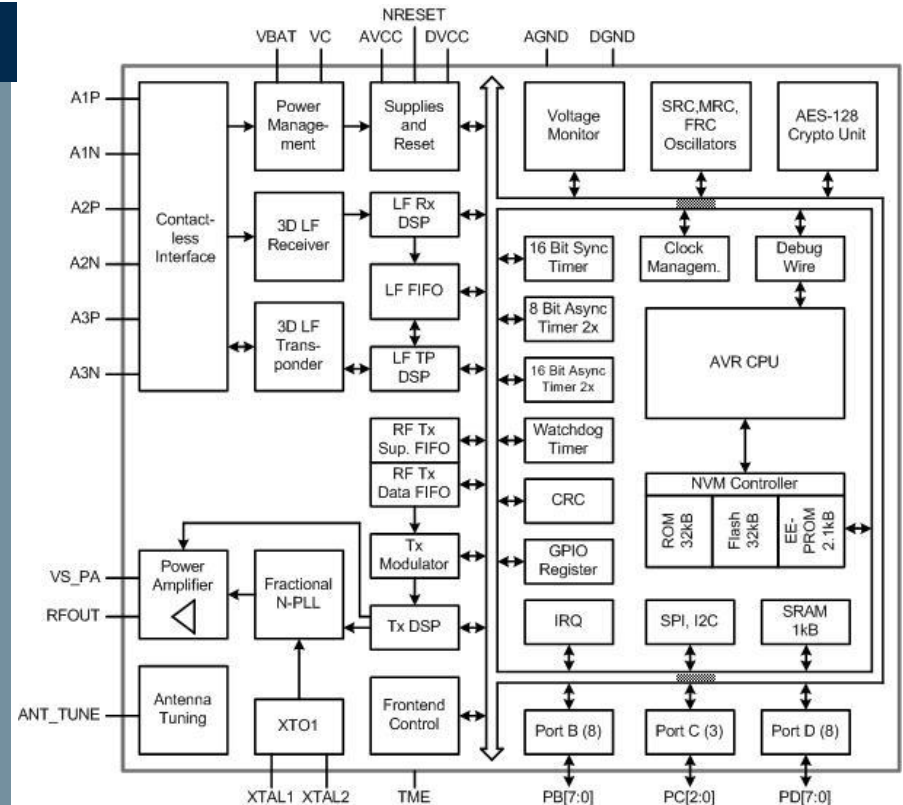 NRESET
VBAT VC AVCC DVCC AGND DGND
A1P
A1N
A2P
A2N
A3P
A3N
Contact-
less
Interface
Power
Manage-
ment
Supplies
and
Reset
Voltage
Monitor
SRC,MRC,
FRC
Oscillators
AES-128
Crypto Unit
3D LF
Receiver
LF Rx
DSP
LF FIFO
3D LF
Trans-
ponder
LF TP
DSP
16 Bit Sync
Timer
Clock
Managem.
Debug
Wire
8 Bit Async
Timer 2x
16 Bit Async
Timer 2x
AVR CPU
RF Tx
Sup. FIFO
RF Tx
Data FIFO
Watchdog
Timer
CRC
NVM Controller
ROM
32kB
Flash
32kB
EE-
PROM
2.1kB
Tx
Modulator
GPIO
Register
VS_PA
RFOUT
Power
Amplifier
Fractional
N-PLL
Tx DSP
IRQ
SPI, I2C
SRAM
1kB
ANT_TUNE
Antenna
Tuning
XTO1
Frontend
Control
Port B (8)
Port C (3)
Port D (8)
XTAL1 XTAL2 TME PB[7:0] PC[2:0] PD[7:0]